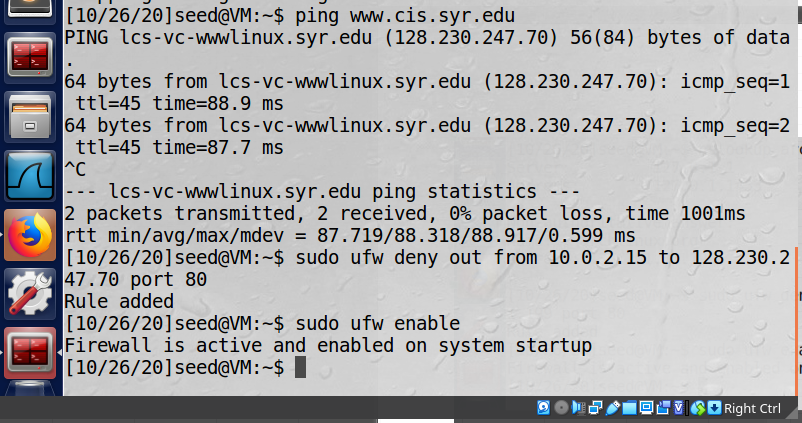 [10/26/20]seed@VM:~$ ping www.cis.syr.edu
PING lcs-vc-wwwlinux.syr.edu (128.230.247.70) 56(84) bytes of data
.
64 bytes from lcs-vc-wwwlinux.syr.edu (128.230.247.70): icmp_seq=1
 ttl=45 time=88.9 ms
64 bytes from lcs-vc-wwwlinux.syr.edu (128.230.247.70): icmp_seq=2
 ttl=45 time=87.7 ms
^C
--- lcs-vc-wwwlinux.syr.edu ping statistics ---
2 packets transmitted, 2 received, 0% packet loss, time 1001ms
rtt min/avg/max/mdev = 87.719/88.318/88.917/0.599 ms
[10/26/20]seed@VM:~$ sudo ufw deny out from 10.0.2.15 to 128.230.2
47.70 port 80
Rule added
[10/26/20]seed@VM:~$ sudo ufw enable
Firewall is active and enabled on system startup
[10/26/20]seed@VM:~$
Right Ctrl